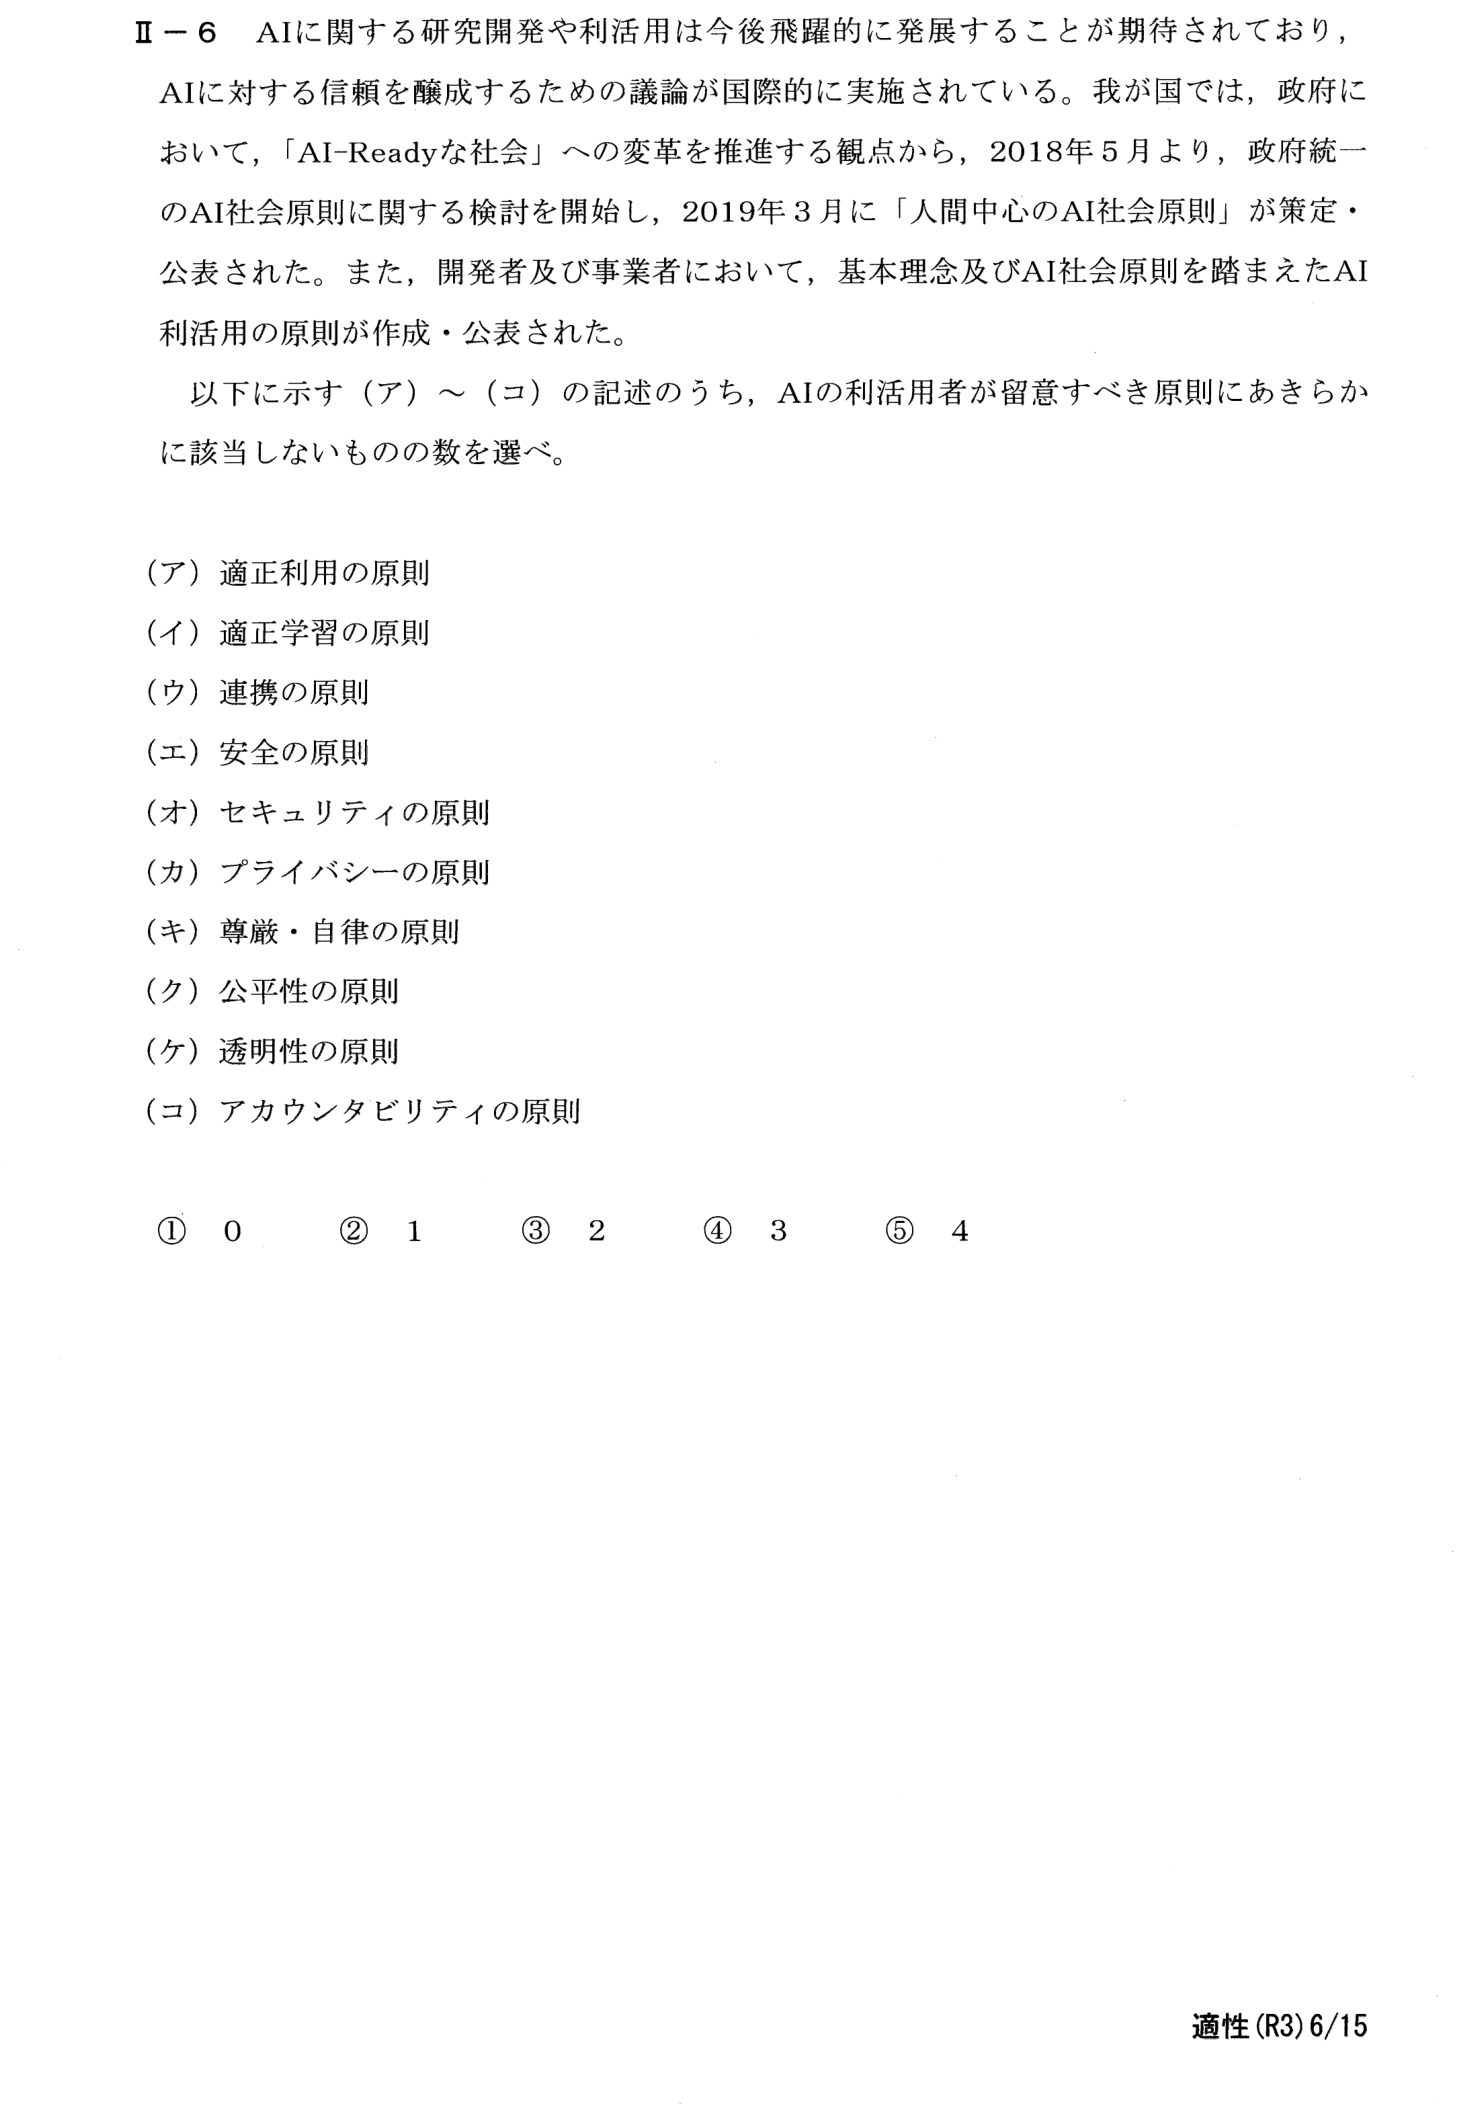 Ⅱ－6　AIに関する研究開発や利活用は今後飛躍的に発展することが期待されており，
AIに対する信頼を醸成するための議論が国際的に実施されている。我が国では，政府に
おいて，「AI-Readyな社会」への変革を推進する観点から，2018年５月より，政府統一
のAI社会原則に関する検討を開始し，2019年３月に「人間中心のAI社会原則」が策定・
公表された。また，開発者及び事業者において，基本理念及びAI社会原則を踏まえたAI
利活用の原則が作成・公表された。
以下に示す（ア）～（コ）の記述のうち，AIの利活用者が留意すべき原則にあきらか
に該当しないものの数を選べ。
（ア）適正利用の原則
（イ）適正学習の原則
（ウ）連携の原則
（エ）安全の原則
（オ）セキュリティの原則
（カ）プライバシーの原則
（キ）尊厳・自律の原則
（ク）公平性の原則
（ケ）透明性の原則
（コ）アカウンタビリティの原則
①　0　　②　1　　③　2　　④　3　　⑤　4
適性(R3)6/15